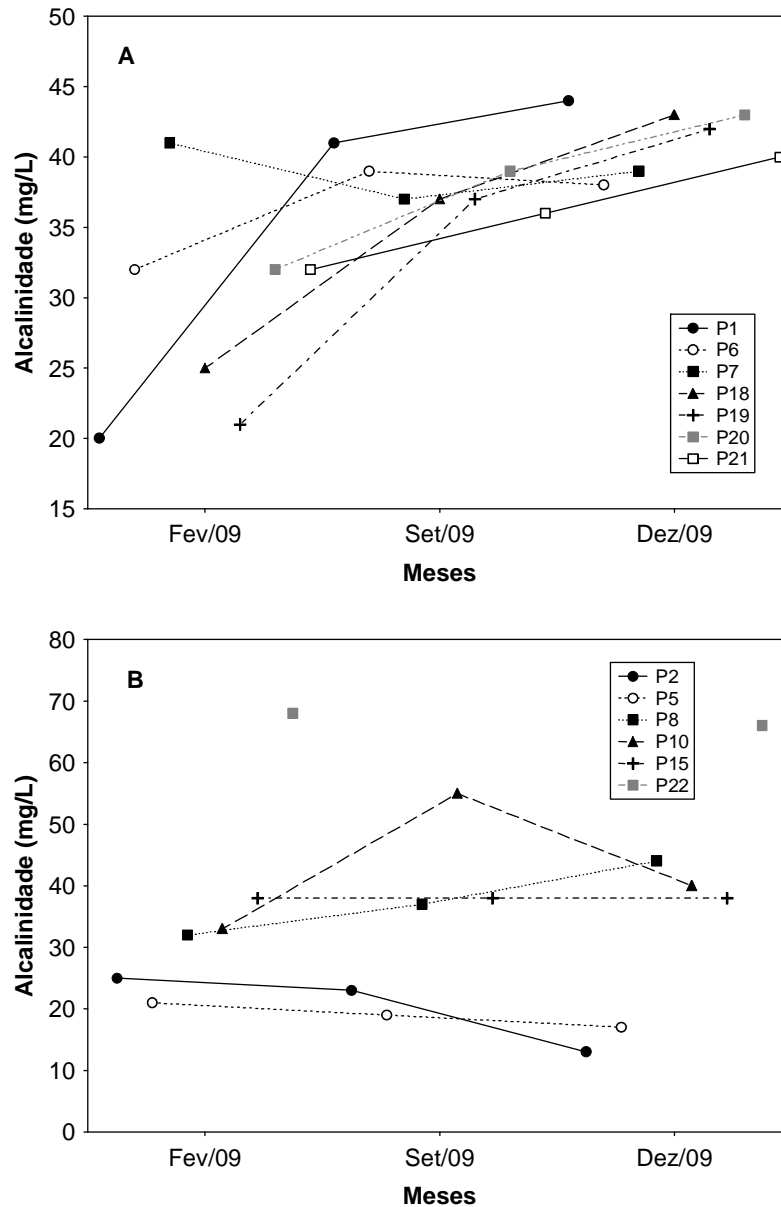 50
A
45
40
35
30
25
20
15
Alcalinidade (mg/L)
P1
P6
P7
P18
P19
P20
P21
Fev/09 Set/09 Dez/09
Meses
80
B
70
60
50
40
30
20
10
0
Alcalinidade (mg/L)
P2
P5
P8
P10
P15
P22
Fev/09 Set/09 Dez/09
Meses